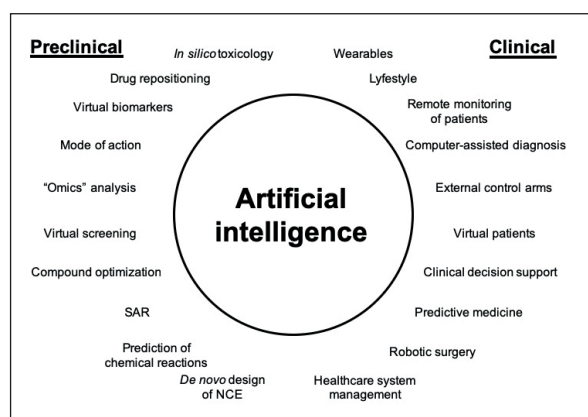 Preclinical
In silico toxicology
Drug repositioning
Virtual biomarkers
Mode of action
“Omics” analysis
Virtual screening
Compound optimization
SAR
Prediction of
chemical reactions
De novo design
of NCE
Artificial
intelligence
Clinical
Wearables
Lyfestyle
Remote monitoring
of patients
Computer-assisted diagnosis
External control arms
Virtual patients
Clinical decision support
Predictive medicine
Robotic surgery
Healthcare system
management